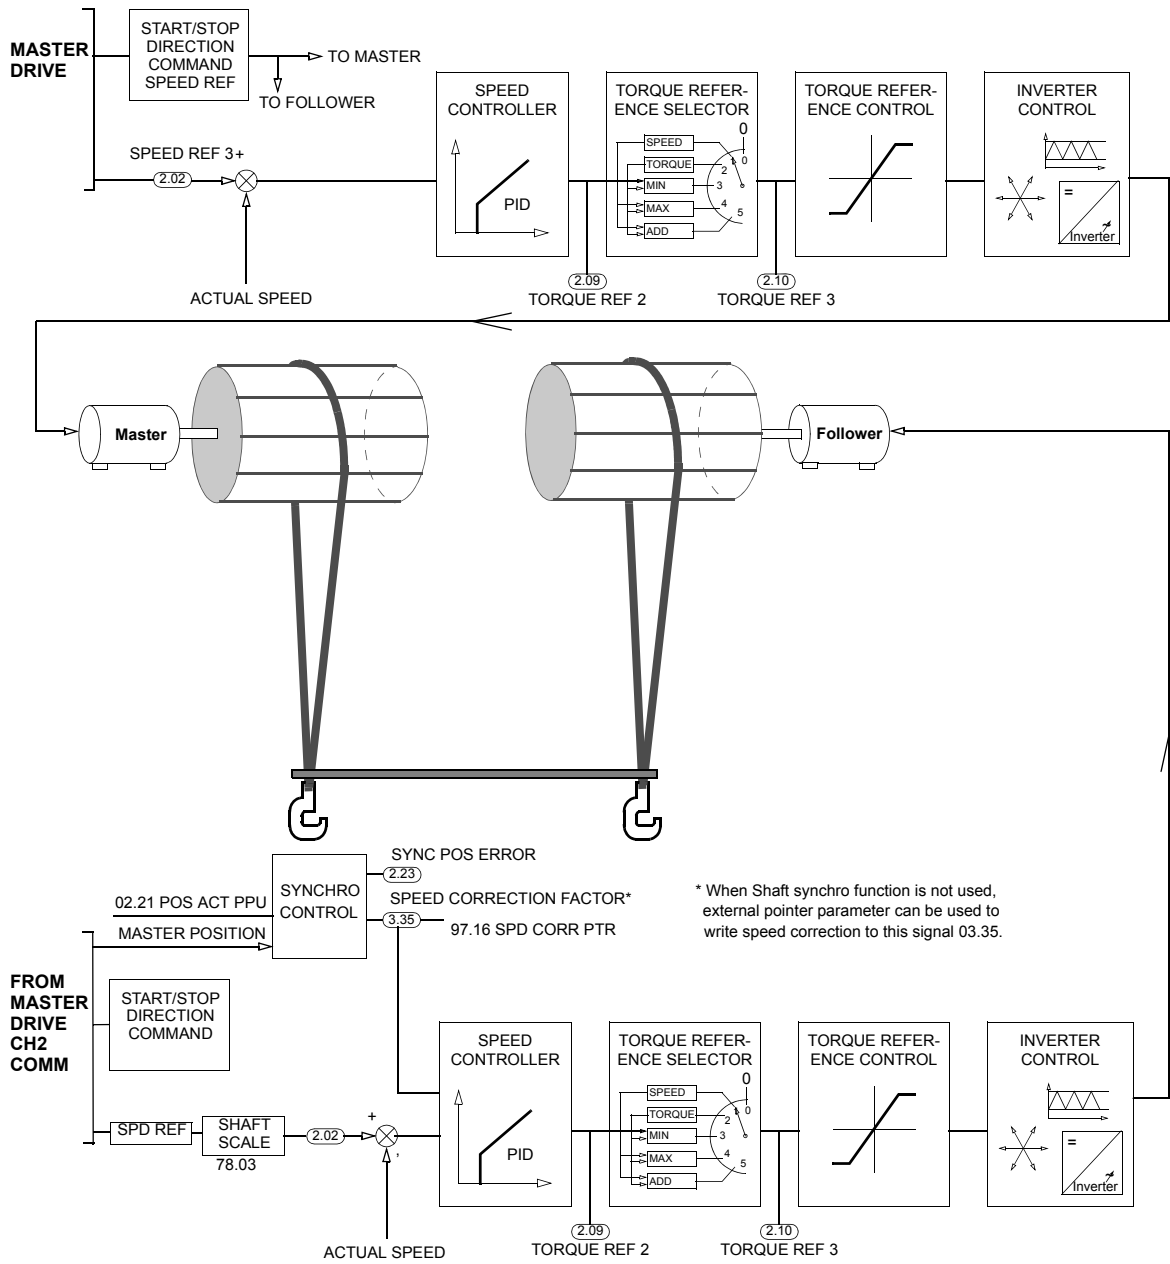 MASTER
DRIVE
START/STOP
DIRECTION
COMMAND
SPEED REF
TO MASTER
TO FOLLOWER
SPEED REF 3+
2.02
ACTUAL SPEED
SPEED
CONTROLLER
PID
2.09
TORQUE REF 2
TORQUE REFER-
ENCE SELECTOR
0
SPEED
TORQUE
MIN
MAX
ADD
0
2
3
4
5
2.10
TORQUE REF 3
TORQUE REFER-
ENCE CONTROL
INVERTER
CONTROL
=
Inverter
Master
Follower
SYNCHRO
CONTROL
SYNC POS ERROR
2.23
SPEED CORRECTION FACTOR*
3.35
97.16 SPD CORR PTR
02.21 POS ACT PPU
MASTER POSITION
* When Shaft synchro function is not used,
external pointer parameter can be used to
write speed correction to this signal 03.35.
FROM
MASTER
DRIVE
CH2
COMM
START/STOP
DIRECTION
COMMAND
SPD REF
SHAFT
SCALE
78.03
2.02
+
,
ACTUAL SPEED
SPEED
CONTROLLER
PID
2.09
TORQUE REF 2
TORQUE REFER-
ENCE SELECTOR
0
SPEED
TORQUE
MIN
MAX
ADD
0
2
3
4
5
2.10
TORQUE REF 3
TORQUE REFER-
ENCE CONTROL
INVERTER
CONTROL
=
Inverter